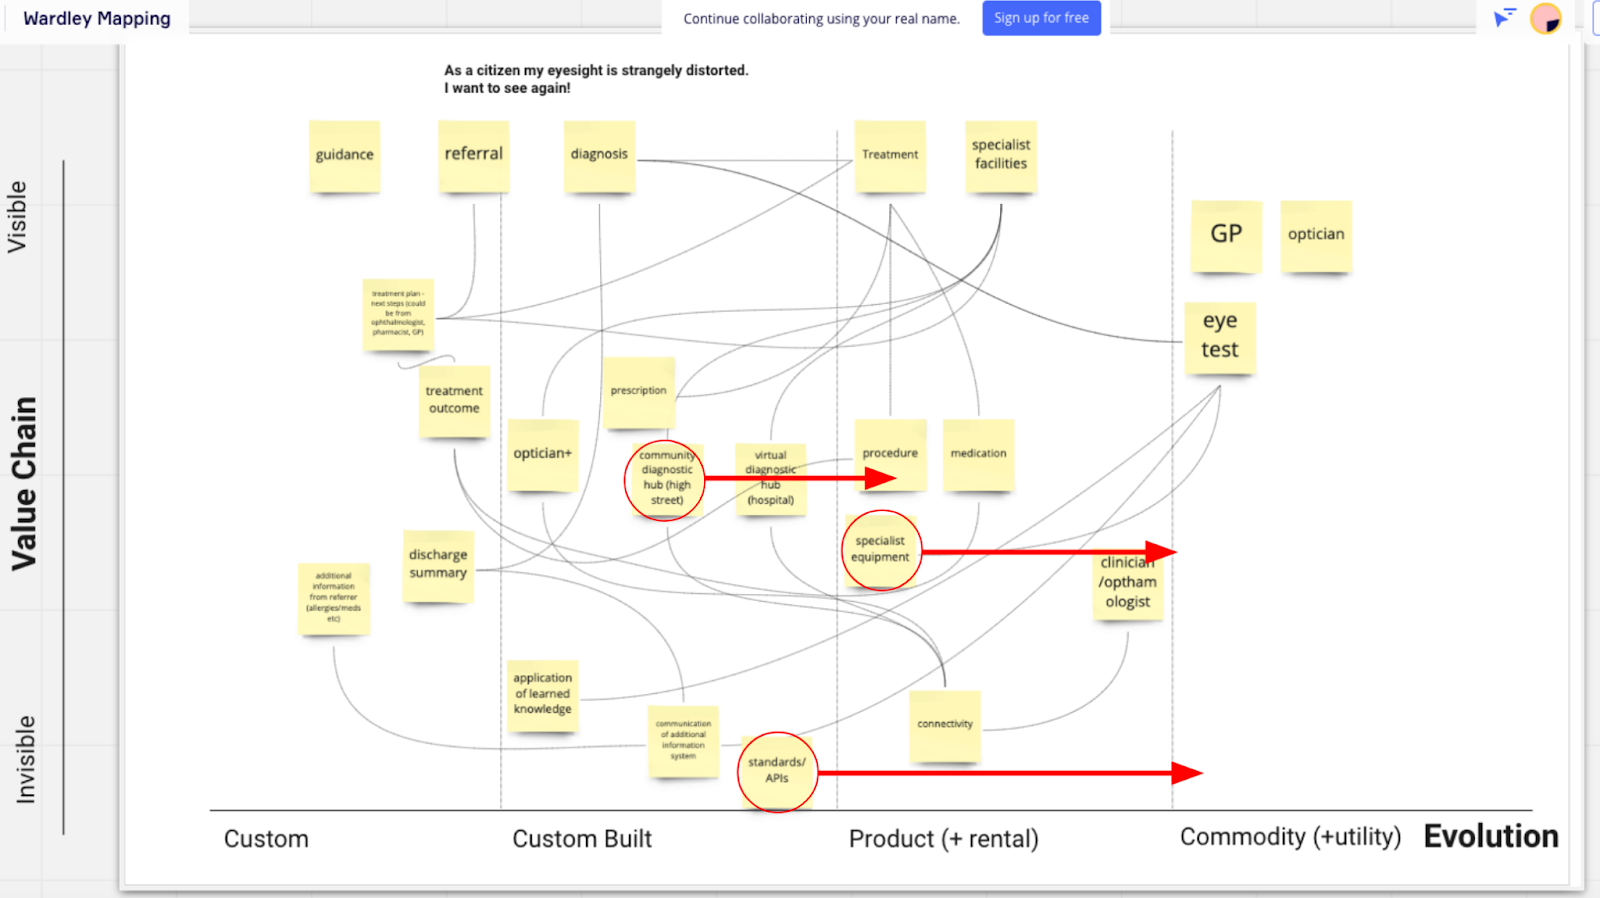 Wardley Mapping
Continue collaborating using your real name.
Sign up for free
As a citizen my eyesight is strangely distorted.
I want to see again!
guidance
referral
diagnosis
Treatment
specialist
facilities
GP
optician
Visible
treatment plan -
next steps (could
be from
ophthalmologist,
pharmacist, GP)
eye
test
treatment
outcome
prescription
optician+
community
diagnostic
hub (high
street)
virtual
diagnostic
hub
(hospital)
procedure
medication
Value Chain
specialist
equipment
discharge
summary
additional
information
from referrer
(allergies/meds
etc)
clinician
/optham
ologist
application
of learned
knowledge
communication
of additional
information
system
standards/
APIs
connectivity
Invisible
Custom
Custom Built
Product (+ rental)
Commodity (+utility)
Evolution